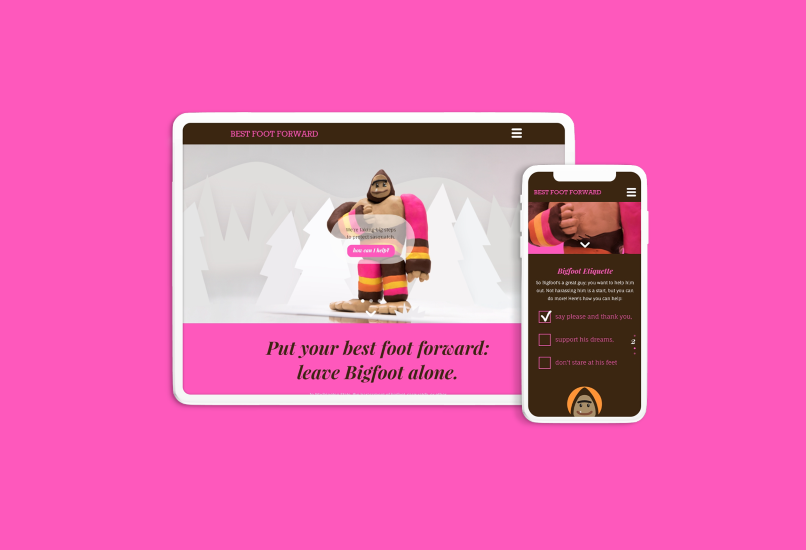 BEST FOOT FORWARD
We're taking big steps
to protect sasquatch.
how can I help?
Put your best foot forward:
leave Bigfoot alone.
BEST FOOT FORWARD
Bigfoot Etiquette
So Bigfoot's a great guy; you want to help him
out. Not harassing him is a start, but you can
do more! Here's how you can help:
say please and thank you,
support his dreams,
don't stare at his feet
2